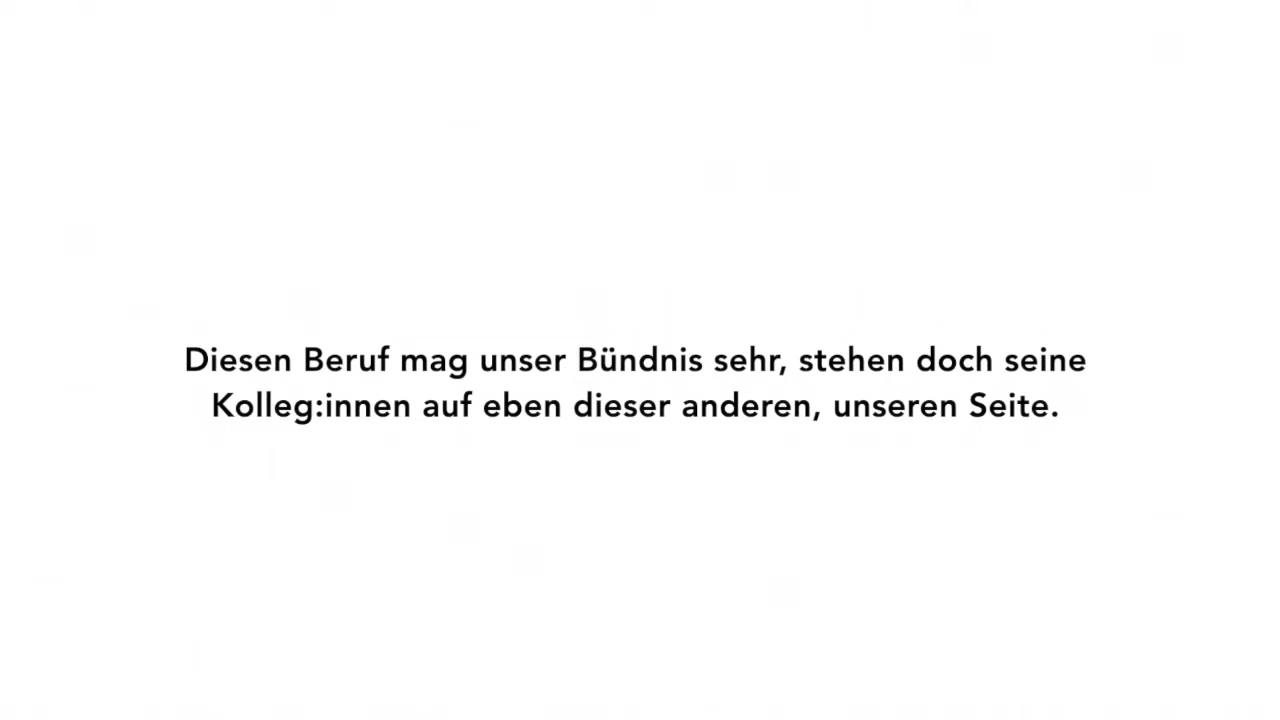 Diesen Beruf mag unser Bündnis sehr, stehen doch seine
Kolleg:innen auf eben dieser anderen, unseren Seite.